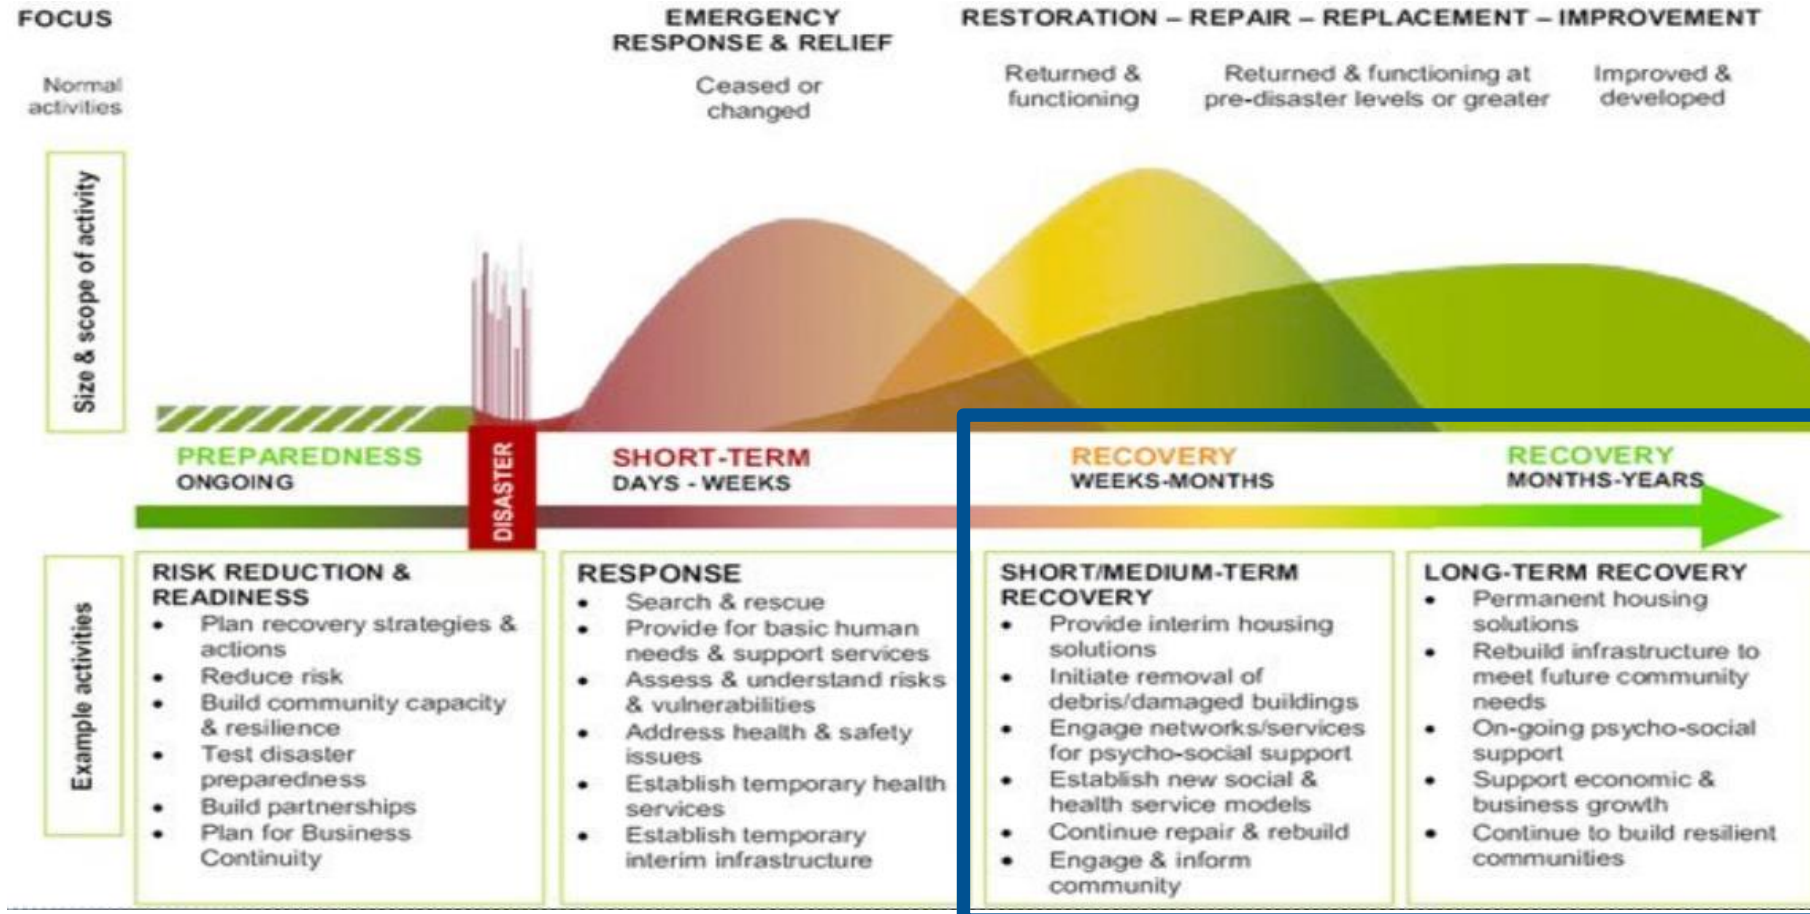 FOCUS
EMERGENCY
RESPONSE & RELIEF
RESTORATION – REPAIR – REPLACEMENT – IMPROVEMENT
Normal
activities
Ceased or
changed
Returned &
functioning
Returned & functioning at
pre-disaster levels or greater
Improved &
developed
Size & scope of activity
PREPAREDNESS
ONGOING
DISASTER
SHORT-TERM
DAYS - WEEKS
RECOVERY
WEEKS-MONTHS
RECOVERY
MONTHS-YEARS
Example activities
RISK REDUCTION &
READINESS
• Plan recovery strategies &
actions
• Reduce risk
• Build community capacity
& resilience
• Test disaster
preparedness
• Build partnerships
• Plan for Business
Continuity
RESPONSE
• Search & rescue
• Provide for basic human
needs & support services
• Assess & understand risks
& vulnerabilities
• Address health & safety
issues
• Establish temporary health
services
• Establish temporary
interim infrastructure
SHORT/MEDIUM-TERM
RECOVERY
• Provide interim housing
solutions
• Initiate removal of
debris/damaged buildings
• Engage networks/services
for psycho-social support
• Establish new social &
health service models
• Continue repair & rebuild
• Engage & inform
community
LONG-TERM RECOVERY
• Permanent housing
solutions
• Rebuild infrastructure to
meet future community
needs
• On-going psycho-social
support
• Support economic &
business growth
• Continue to build resilient
communities